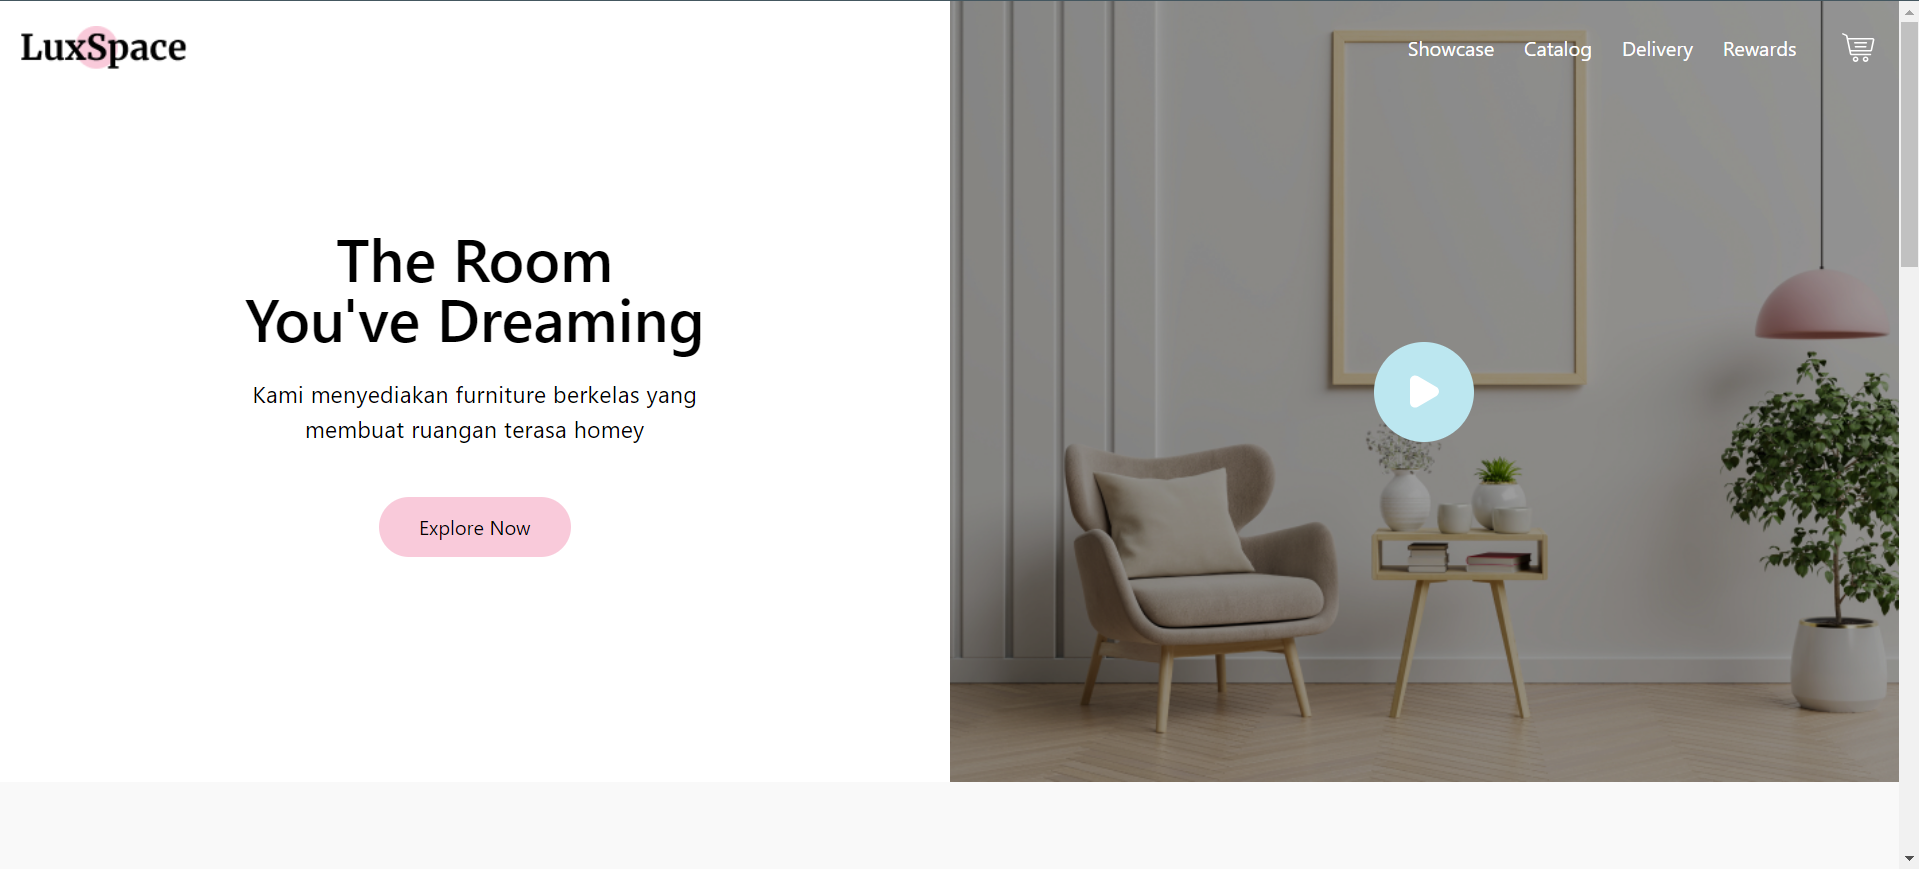 LuxSpace
Showcase Catalog Delivery Rewards
The Room
You've Dreaming
Kami menyediakan furniture berkelas yang
membuat ruangan terasa homey
Explore Now